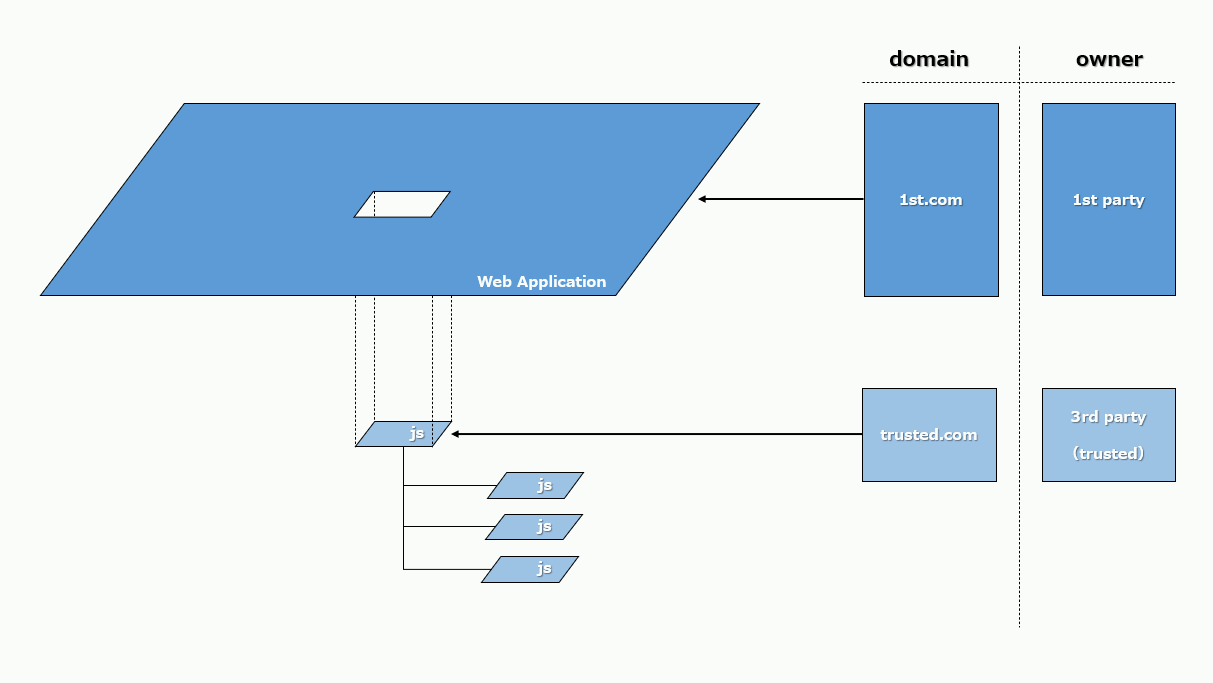 domain
owner
1st.com
1st party
Web Application
js
trusted.com
3rd party
(trusted)
js
js
js